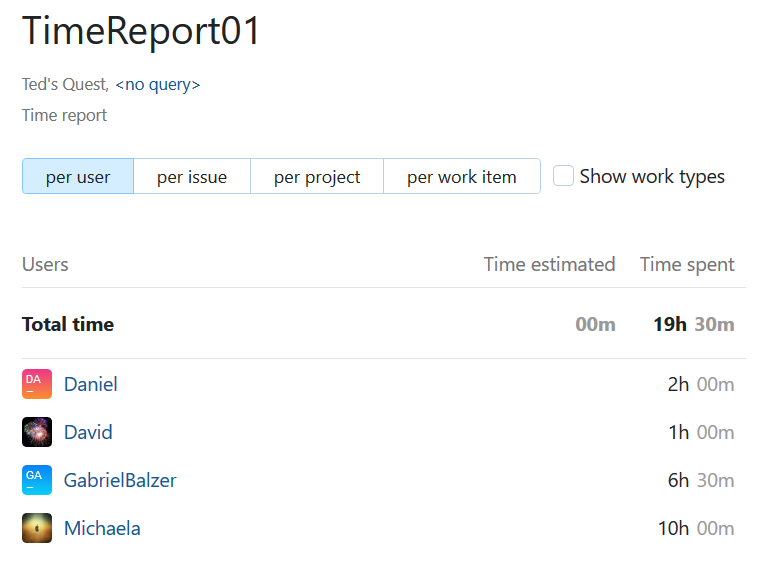 TimeReport01
Ted's Quest, <no query>
Time report
per user per issue per project per work item Show work types
Users Time estimated Time spent
Total time 00m 19h 30m
DA Daniel 2h 00m
David 1h 00m
GA GabrielBalzer 6h 30m
Michaela 10h 00m